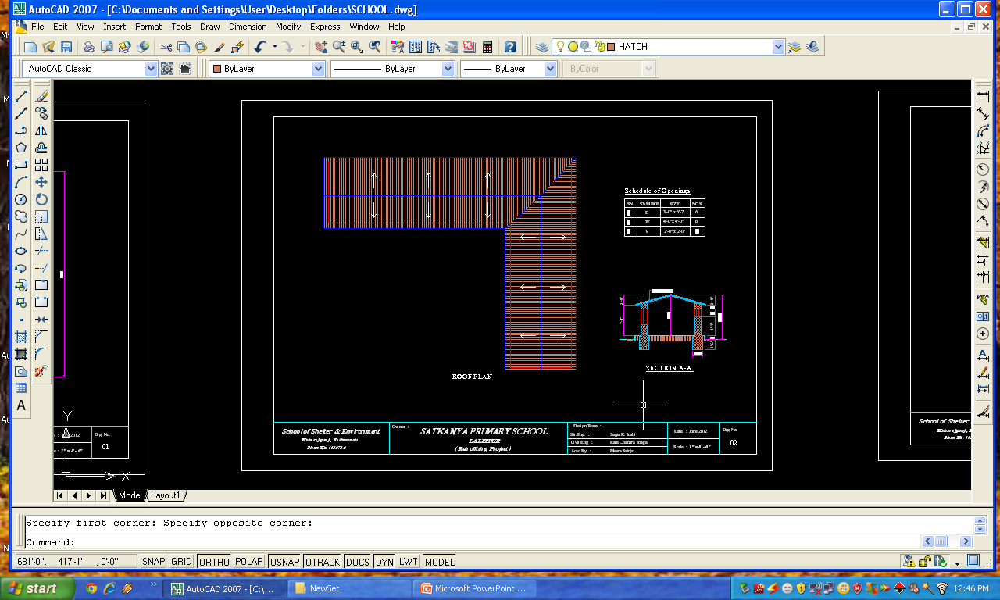 AutoCAD 2007 - [C:\Documents and Settings\User\Desktop\Folders\SCHOOL.dwg]
File Edit View Insert Format Tools Draw Dimension Modify Express Window Help
HATCH
AutoCAD Classic ByLayer ByLayer ByLayer ByColor
Schedule of Openings
SN. SYMBOL SIZE NOS.
D 3'-0" x 6'-7" 6
W 4'-0"x 4'-0" 6
V 2'-0" x 2'-0"
ROOF PLAN
SECTION A-A
Y
X
2012
Drg. No.
01
: 1" = 8' - 0"
School of Shelter & Environment
Owner :
SATKANYA PRIMARY SCHOOL
LALITPUR
( Retrofitting Project )
Design Team :
Str. Eng. : Sagar K. Joshi
Civil Eng : Ram Chandra Thapa
Acad By : Meera Sainju
Date : June 2012
Scale : 1" = 8' - 0"
Drg. No.
02
School of Shelter &
Model Layout1
Specify first corner: Specify opposite corner:
Command:
681'-0", 417'-1" , 0'-0" SNAP GRID ORTHO POLAR OSNAP OTRACK DUCS DYN LWT MODEL
start AutoCAD 2007 - [C:\... NewSet Microsoft PowerPoint ... 12:46 PM